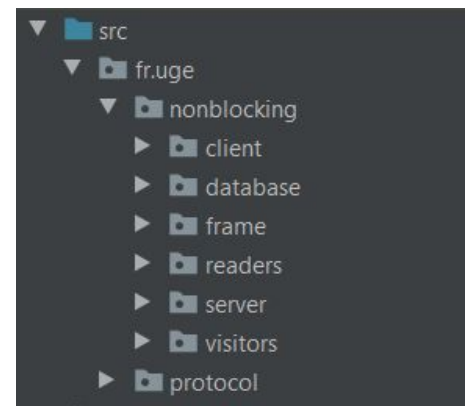 src
fr.uge
nonblocking
client
database
frame
readers
server
visitors
protocol